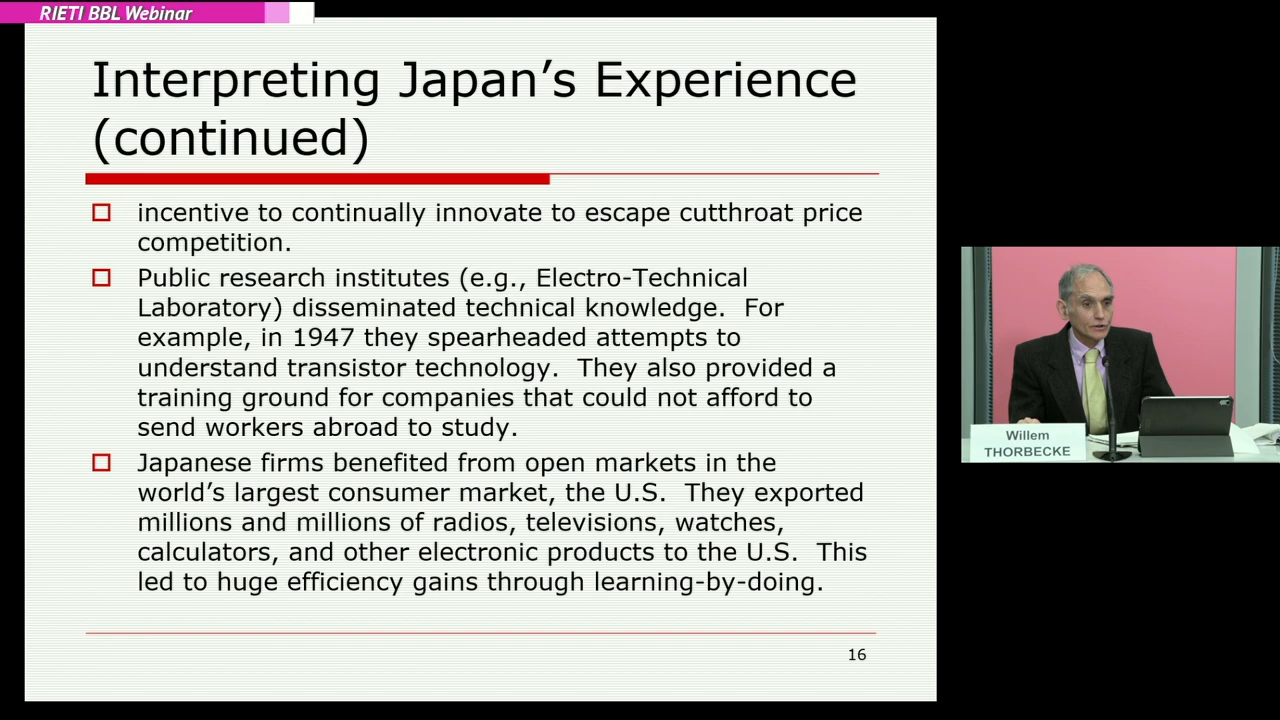 RIETI BBL Webinar
Interpreting Japan's Experience
(continued)
incentive to continually innovate to escape cutthroat price
competition.
Public research institutes (e.g., Electro-Technical
Laboratory) disseminated technical knowledge.  For
example, in 1947 they spearheaded attempts to
understand transistor technology.  They also provided a
training ground for companies that could not afford to
send workers abroad to study.
Japanese firms benefited from open markets in the
world's largest consumer market, the U.S.  They exported
millions and millions of radios, televisions, watches,
calculators, and other electronic products to the U.S.  This
led to huge efficiency gains through learning-by-doing.
16
Willem
THORBECKE